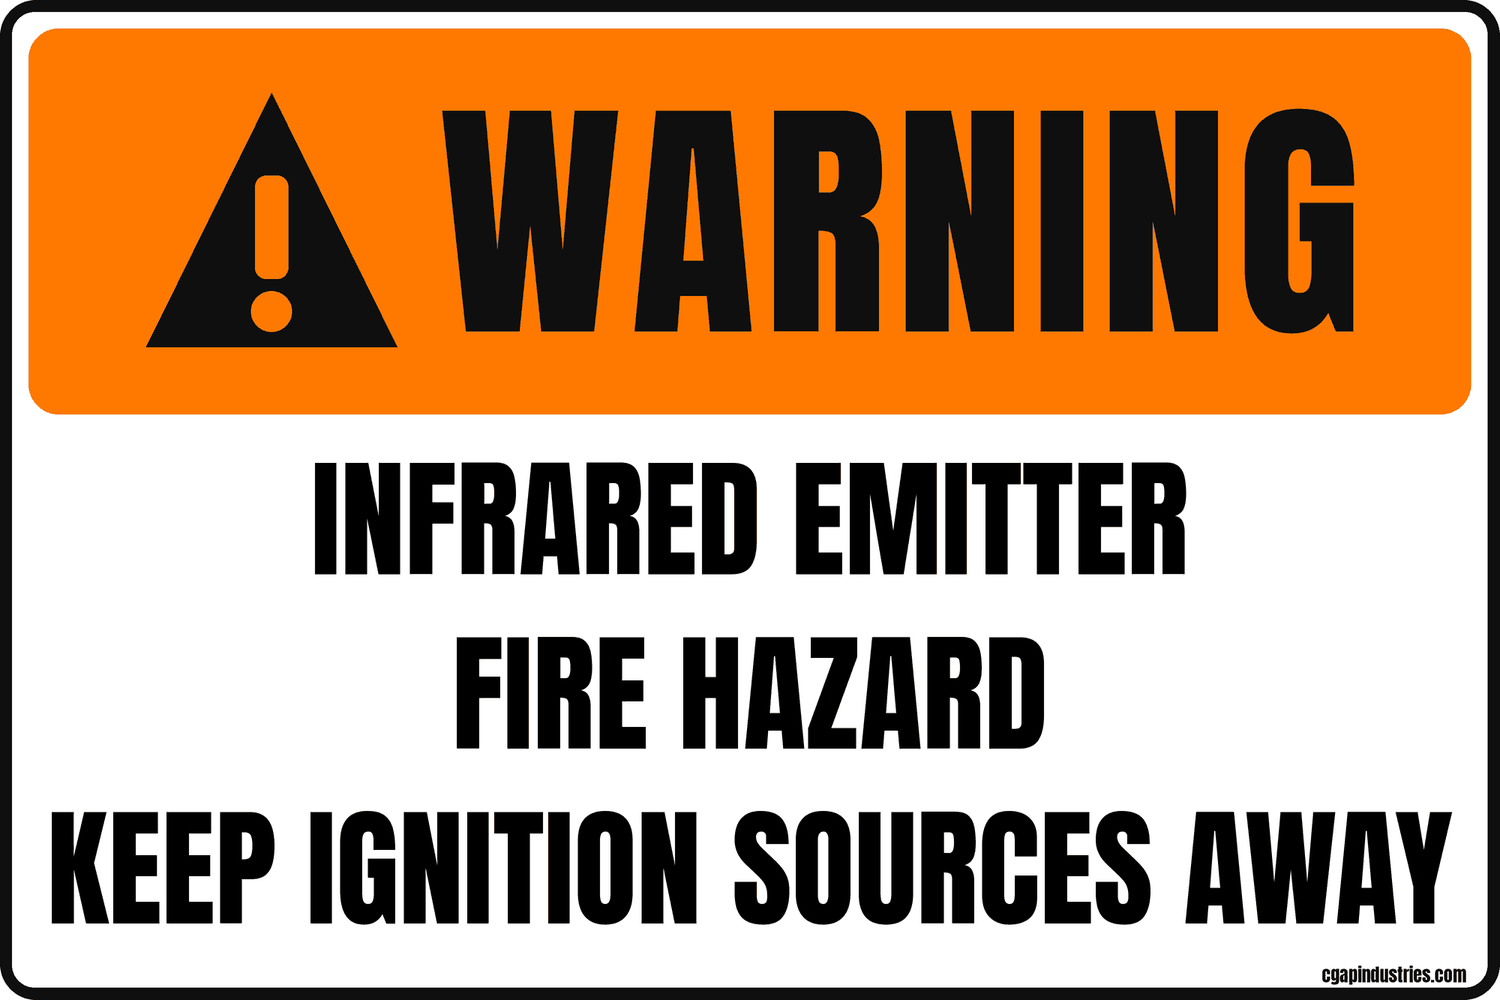 WARNING
INFRARED EMITTER
FIRE HAZARD
KEEP IGNITION SOURCES AWAY
cgapindustries.com